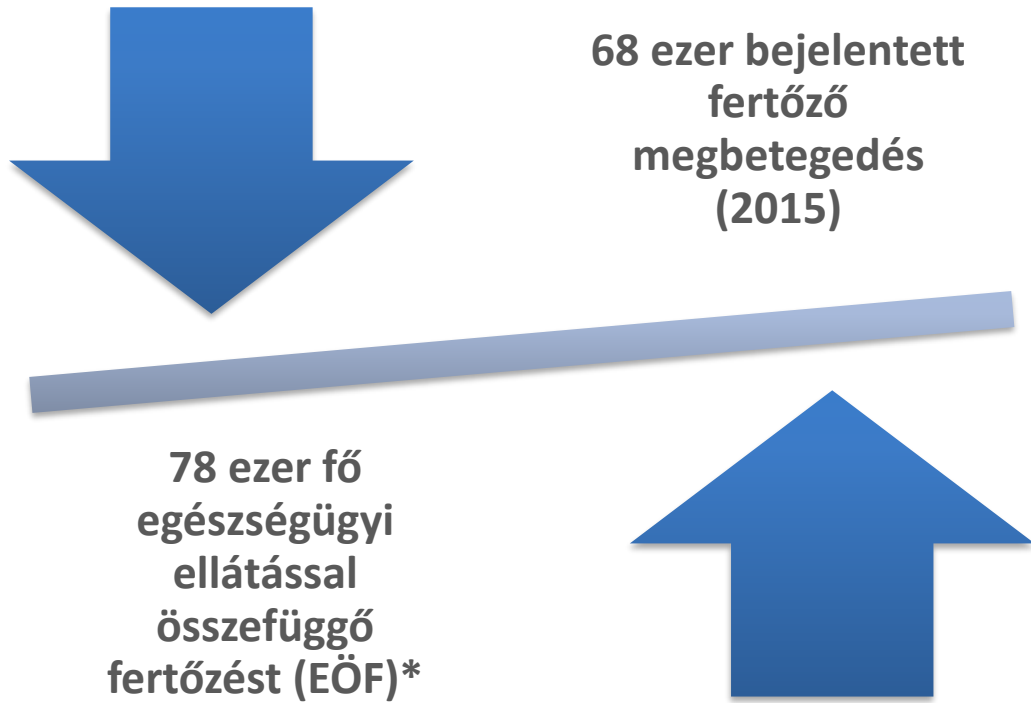 68 ezer bejelentett
fertőző
megbetegedés
(2015)
78 ezer fő
egészségügyi
ellátással
összefüggő
fertőzést (EÖF)*